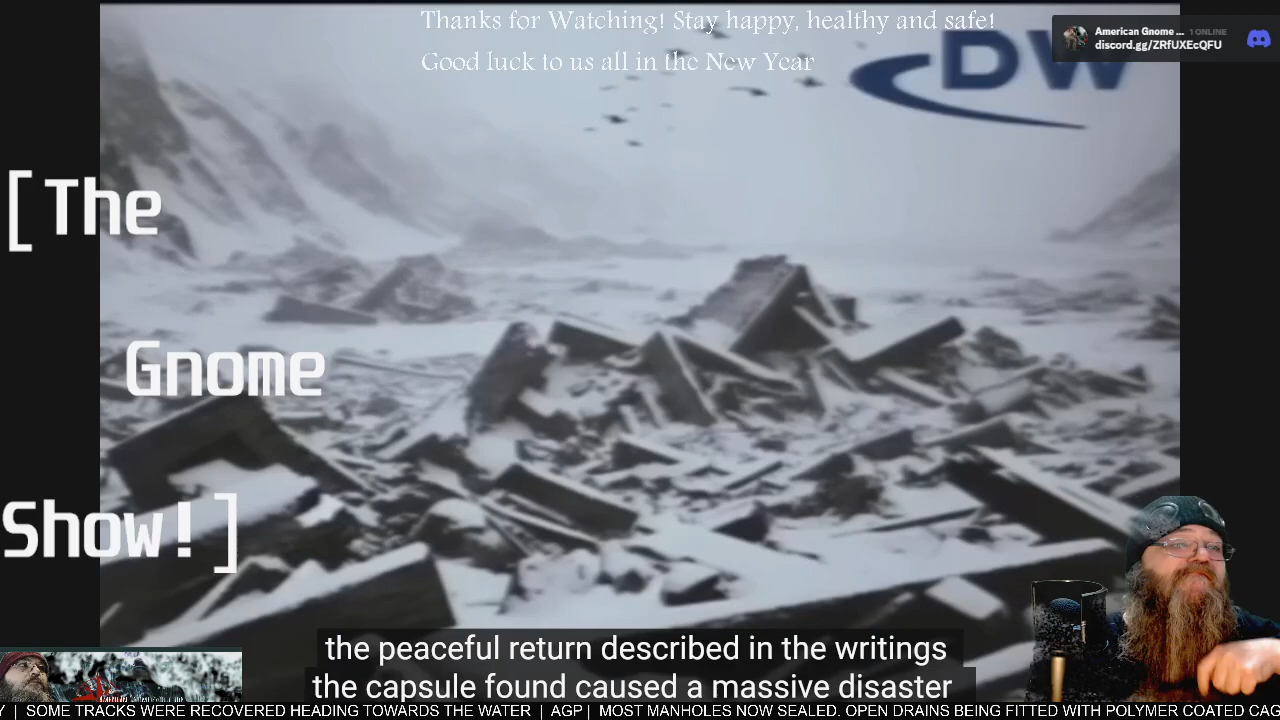 Thanks for Watching! Stay happy, healthy and safe!
Good luck to us all in the New Year
American Gnome ... 1 ONLINE
discord.gg/ZRfUXEcQFU
DW
[The
Gnome
Show!]
the peaceful return described in the writings
the capsule found caused a massive disaster
Y | SOME TRACKS WERE RECOVERED HEADING TOWARDS THE WATER | AGP | MOST MANHOLES NOW SEALED. OPEN DRAINS BEING FITTED WITH POLYMER COATED CAG